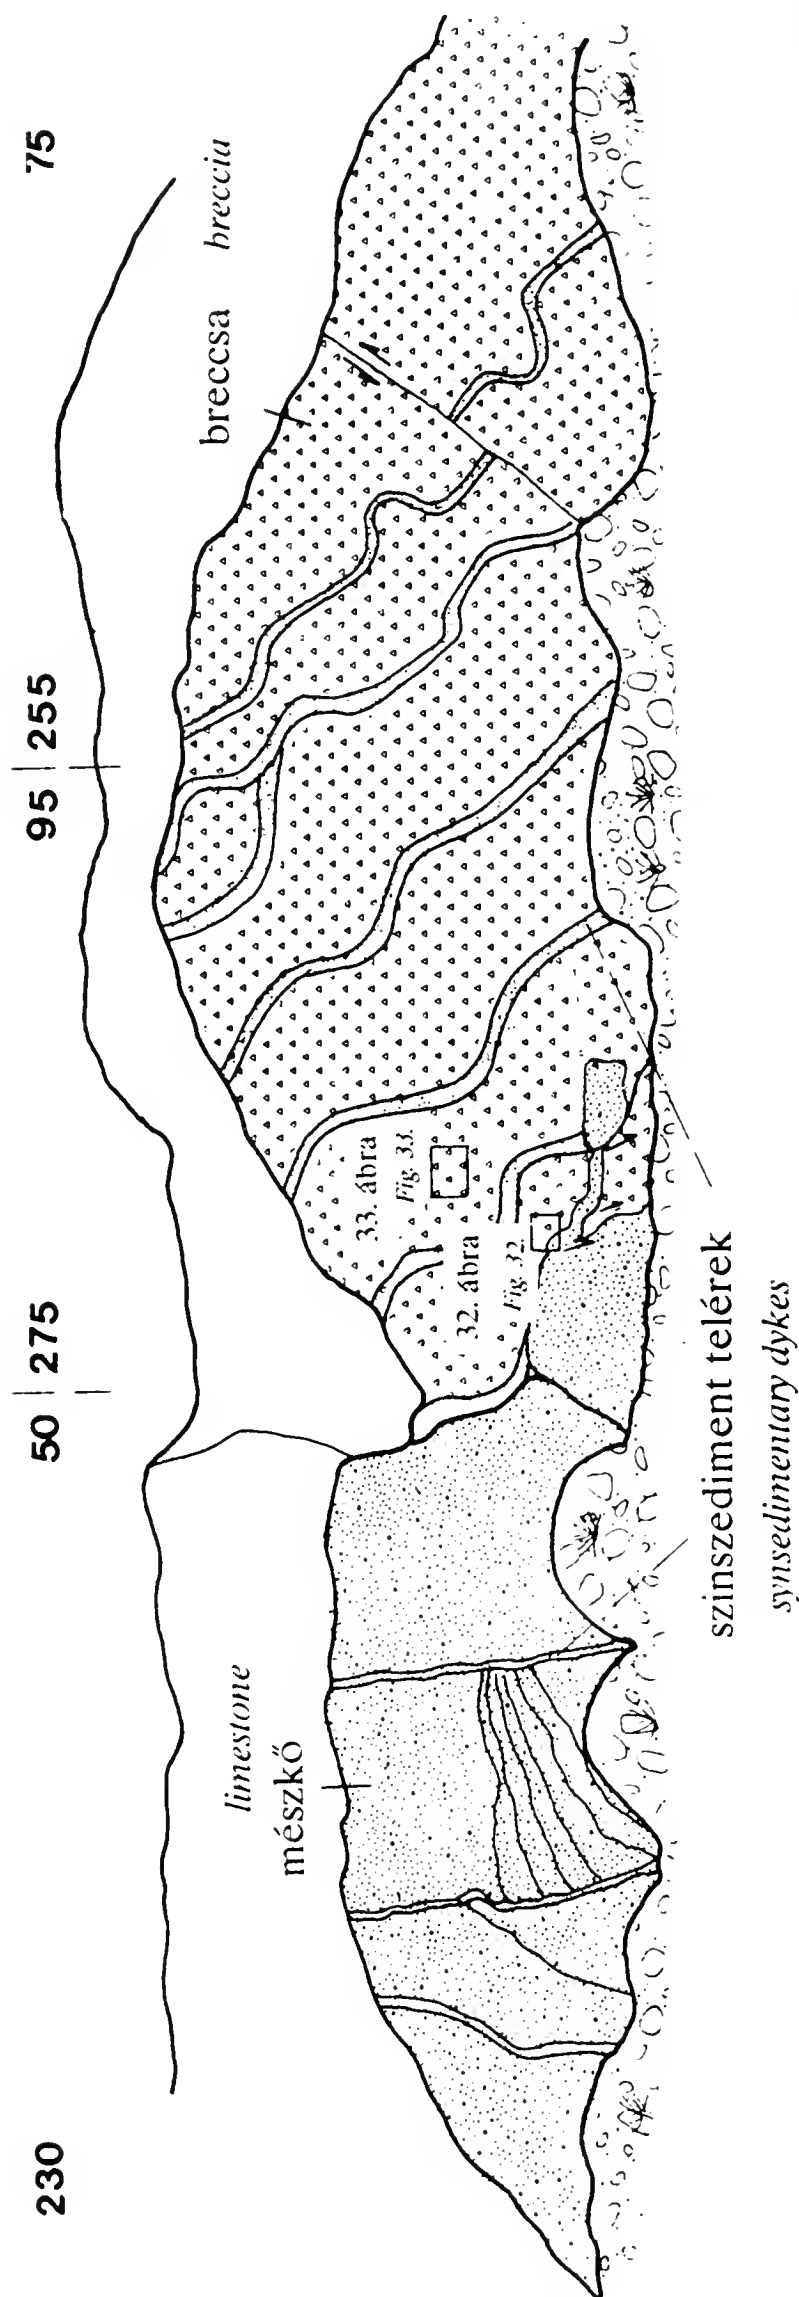 230
50 | 275
95 | 255
75
limestone
mészkő
breccsa breccia
33. ábra
Fig. 33.
32. ábra
Fig. 32.
szinszediment telérek
synsedimentary dykes